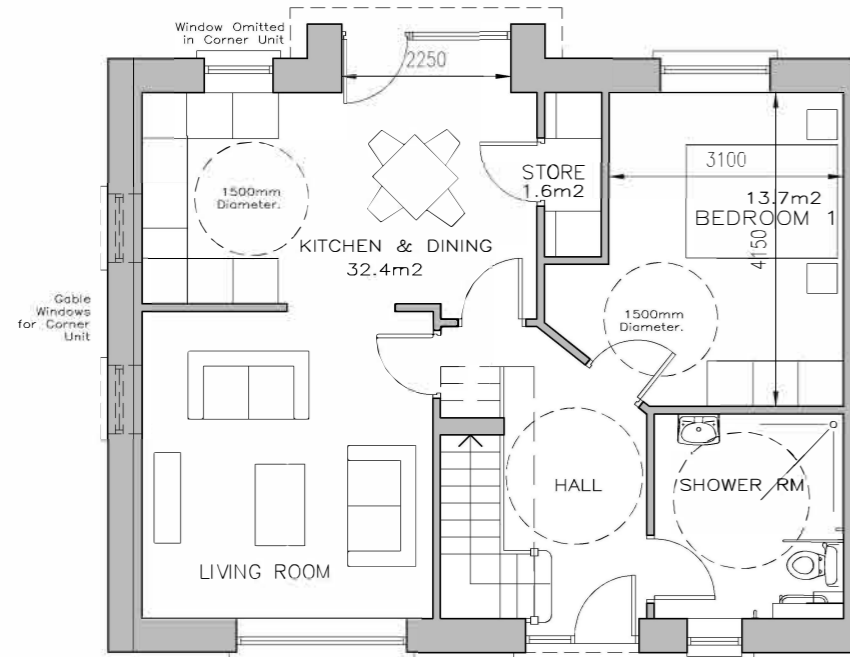 Window Omitted
in Corner Unit
2250
STORE
1.6m2
3100
13.7m2
BEDROOM 1
4150
1500mm
Diameter.
KITCHEN & DINING
32.4m2
Gable
Windows
for Corner
Unit
1500mm
Diameter.
HALL
SHOWER RM
LIVING ROOM